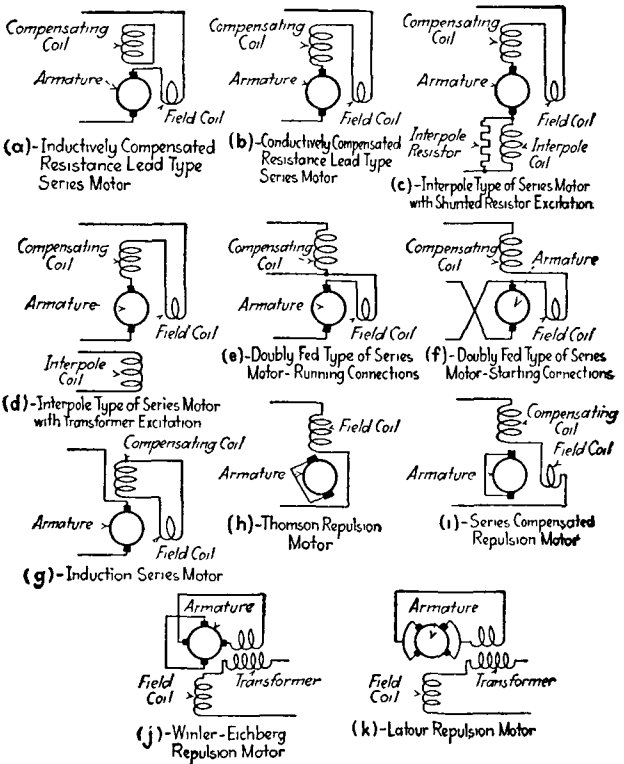 Compensating
Coil
Armature
Field Coil
(a)-Inductively Compensated
Resistance Lead Type
Series Motor
Compensating
Coil
Armature
Field Coil
(b)-Conductively Compensated
Resistance Lead Type
Series Motor
Compensating
Coil
Armature
Field Coil
Interpole
Resistor
Interpole
Coil
(c)-Interpole Type of Series Motor
with Shunted Resistor Excitation
Compensating
Coil
Armature
Field Coil
Interpole
Coil
(d)-Interpole Type of Series Motor
with Transformer Excitation
Compensating
Coil
Armature
Field Coil
(e)-Doubly Fed Type of Series
Motor-Running Connections
Compensating
Coil
Armature
Field Coil
(f)-Doubly Fed Type of Series
Motor-Starting Connections
Compensating Coil
Armature
Field Coil
(g)-Induction Series Motor
Field Coil
Armature
(h)-Thomson Repulsion
Motor
Compensating
Coil
Field Coil
Armature
(i)-Series Compensated
Repulsion Motor
Armature
Field
Coil
Transformer
(j)-Winler-Eichberg
Repulsion Motor
Armature
Field
Coil
Transformer
(k)-Latour Repulsion Motor